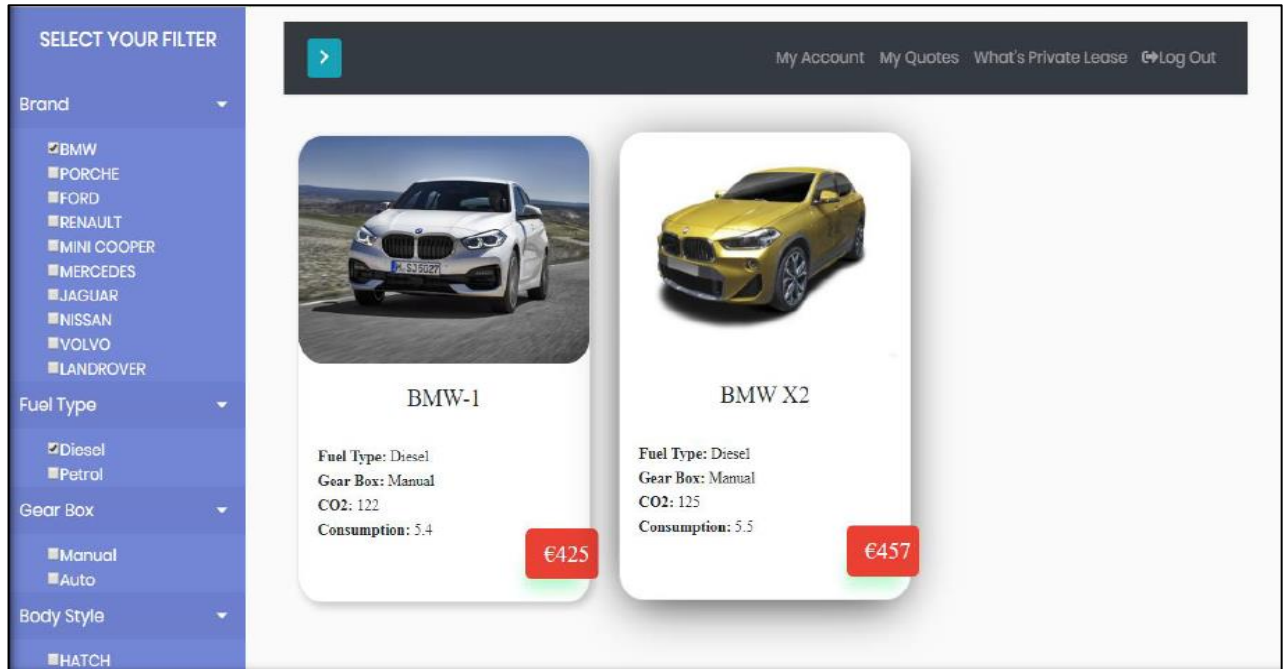 SELECT YOUR FILTER
Brand
BMW
PORCHE
FORD
RENAULT
MINI COOPER
MERCEDES
JAGUAR
NISSAN
VOLVO
LANDROVER
Fuel Type
Diesel
Petrol
Gear Box
Manual
Auto
Body Style
HATCH
My Account My Quotes What's Private Lease Log Out
BMW-1
Fuel Type: Diesel
Gear Box: Manual
CO2: 122
Consumption: 5.4
€425
BMW X2
Fuel Type: Diesel
Gear Box: Manual
CO2: 125
Consumption: 5.5
€457